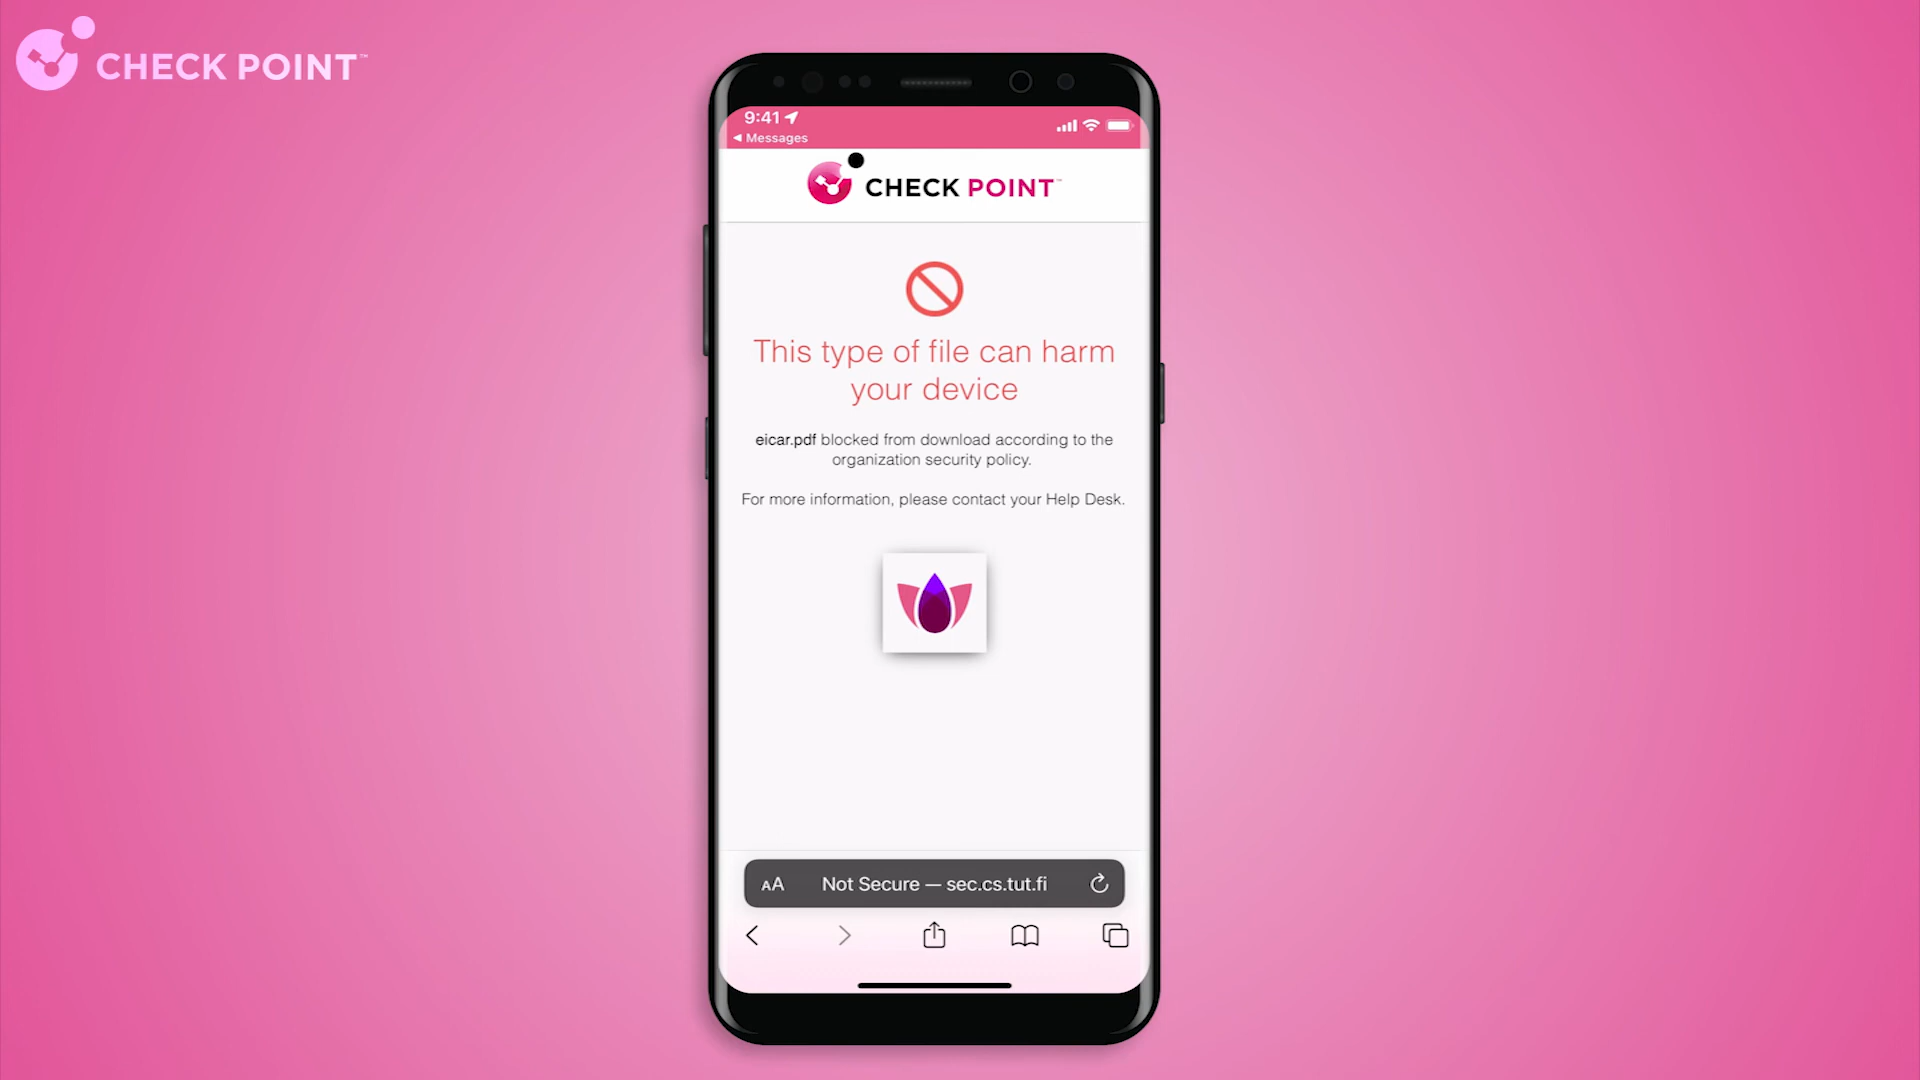 CHECK POINT™
9:41
◄ Messages
CHECK POINT™
This type of file can harm
your device
eicar.pdf blocked from download according to the
organization security policy.
For more information, please contact your Help Desk.
AA Not Secure — sec.cs.tut.fi